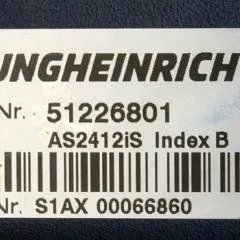 UNGHEINRICH
Nr. 51226801
AS2412iS Index B
Nr. S1AX 00066860